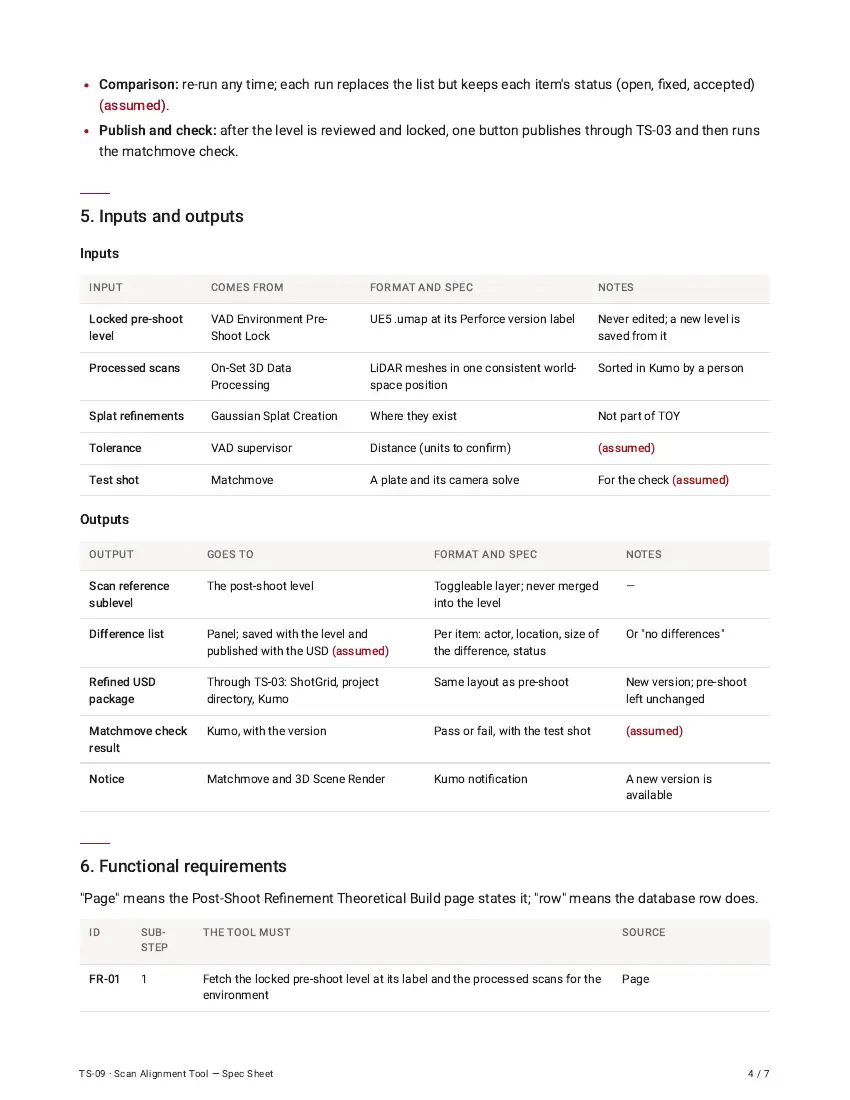 • Comparison: re-run any time; each run replaces the list but keeps each item's status (open, fixed, accepted)
(assumed).
• Publish and check: after the level is reviewed and locked, one button publishes through TS-03 and then runs
the matchmove check.
5. Inputs and outputs
Inputs
INPUT COMES FROM FORMAT AND SPEC NOTES
Locked pre-shoot VAD Environment Pre- UE5 .umap at its Perforce version label Never edited; a new level is
level Shoot Lock saved from it
Processed scans On-Set 3D Data LiDAR meshes in one consistent world- Sorted in Kumo by a person
Processing space position
Splat refinements Gaussian Splat Creation Where they exist Not part of TOY
Tolerance VAD supervisor Distance (units to confirm) (assumed)
Test shot Matchmove A plate and its camera solve For the check (assumed)
Outputs
OUTPUT GOES TO FORMAT AND SPEC NOTES
Scan reference The post-shoot level Toggleable layer; never merged —
sublevel into the level
Difference list Panel; saved with the level and Per item: actor, location, size of Or "no differences"
published with the USD (assumed) the difference, status
Refined USD Through TS-03: ShotGrid, project Same layout as pre-shoot New version; pre-shoot
package directory, Kumo left unchanged
Matchmove check Kumo, with the version Pass or fail, with the test shot (assumed)
result
Notice Matchmove and 3D Scene Render Kumo notification A new version is
available
6. Functional requirements
"Page" means the Post-Shoot Refinement Theoretical Build page states it; "row" means the database row does.
ID SUB- THE TOOL MUST SOURCE
STEP
FR-01 1 Fetch the locked pre-shoot level at its label and the processed scans for the Page
environment
TS-09 · Scan Alignment Tool — Spec Sheet 4 / 7